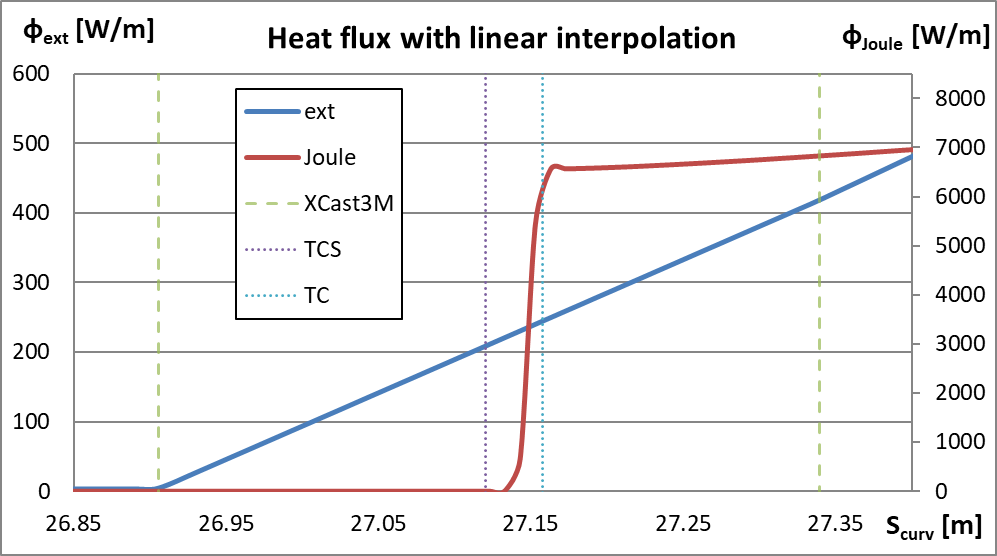 ϕext [W/m]
Heat flux with linear interpolation
ϕJoule [W/m]
600
500
400
300
200
100
0
ext
Joule
XCast3M
TCS
TC
8000
7000
6000
5000
4000
3000
2000
1000
0
26.85 26.95 27.05 27.15 27.25 27.35 Scurv [m]